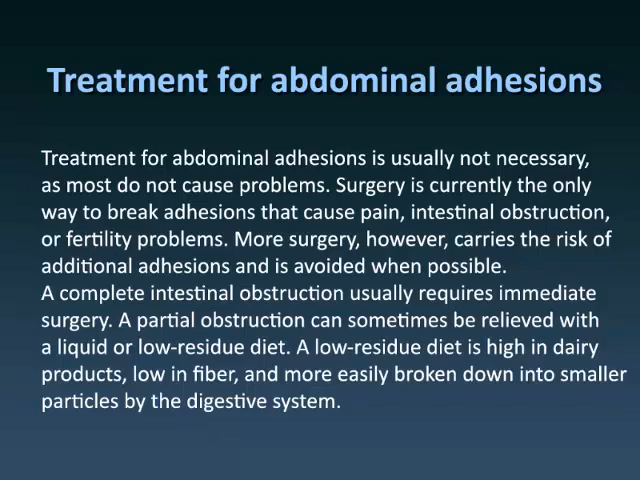 Treatment for abdominal adhesions
Treatment for abdominal adhesions is usually not necessary,
as most do not cause problems. Surgery is currently the only
way to break adhesions that cause pain, intestinal obstruction,
or fertility problems. More surgery, however, carries the risk of
additional adhesions and is avoided when possible.
A complete intestinal obstruction usually requires immediate
surgery. A partial obstruction can sometimes be relieved with
a liquid or low-residue diet. A low-residue diet is high in dairy
products, low in fiber, and more easily broken down into smaller
particles by the digestive system.